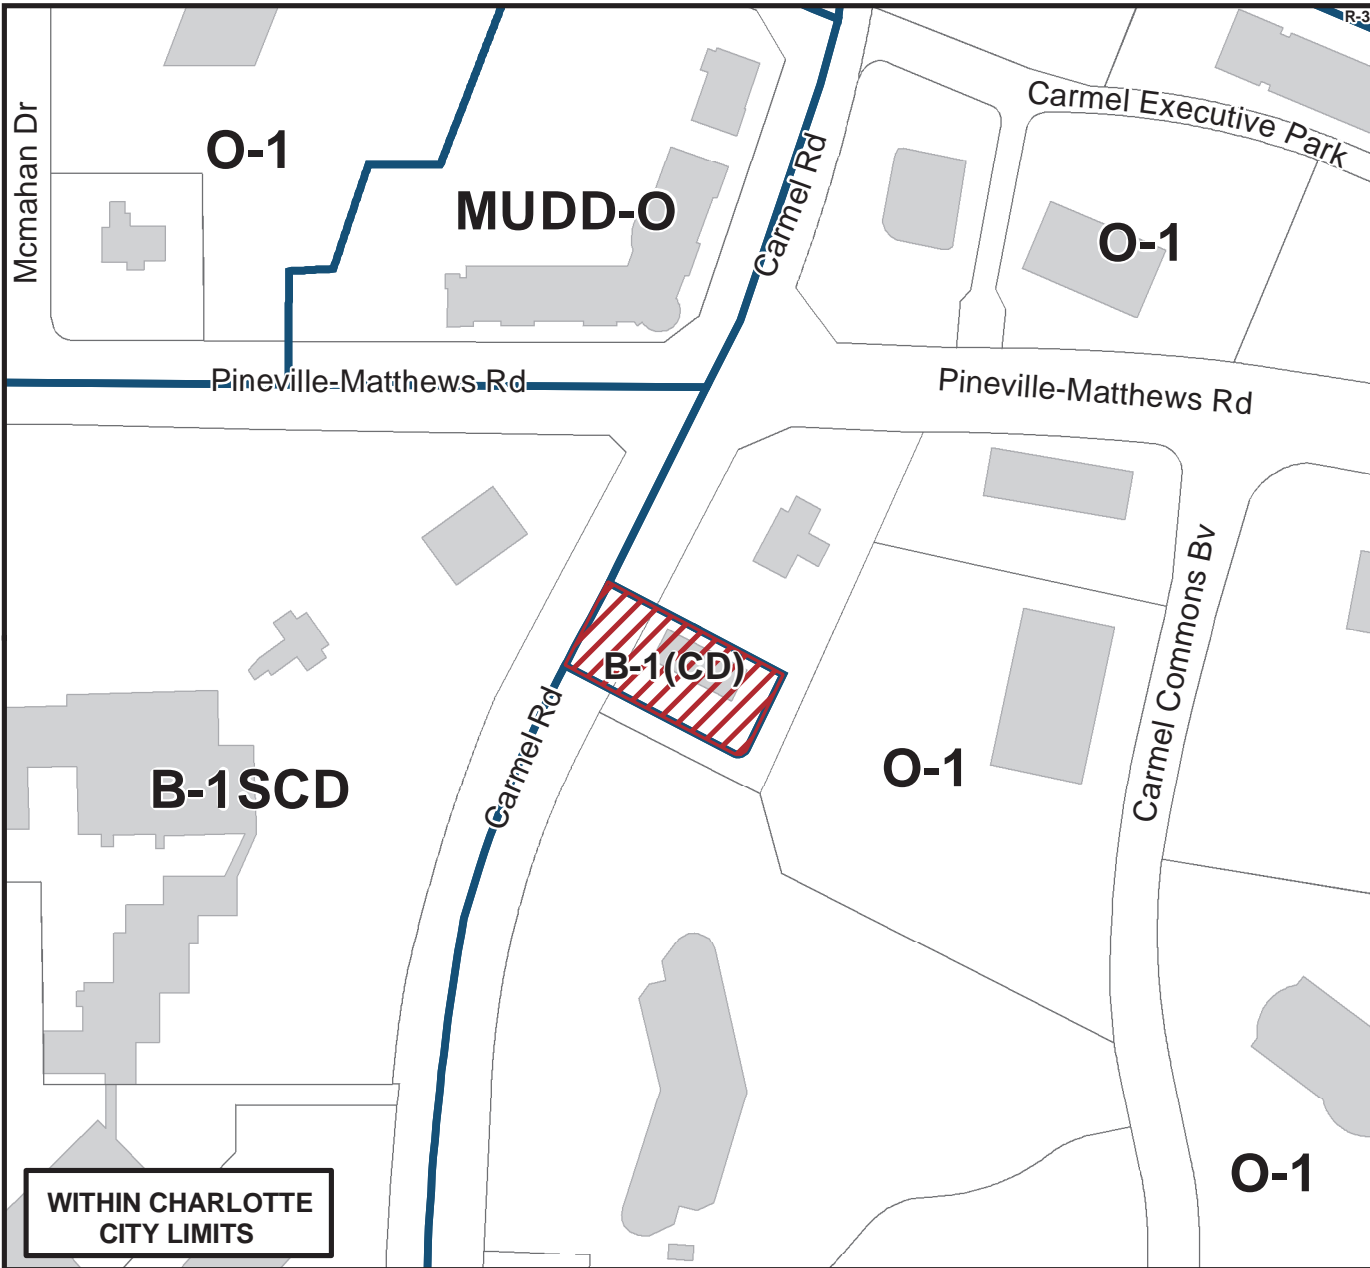 R-3
Carmel Executive Park
Mcmahan Dr
O-1
MUDD-O
Carmel Rd
O-1
Pineville-Matthews Rd
Pineville-Matthews Rd
Carmel Commons Bv
B-1(CD)
Carmel Rd
B-1SCD
O-1
O-1
WITHIN CHARLOTTE
CITY LIMITS